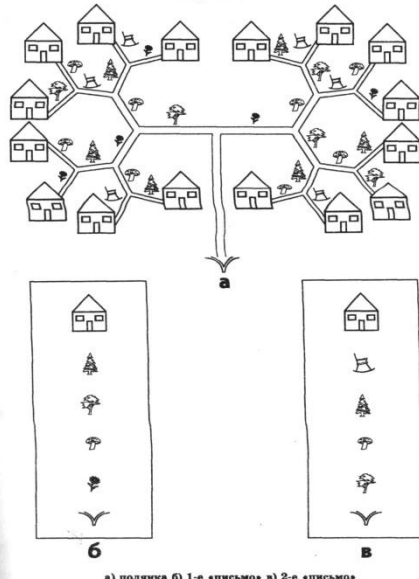 а
б
в
а) полянка б) 1-е «письмо» в) 2-е «письмо»